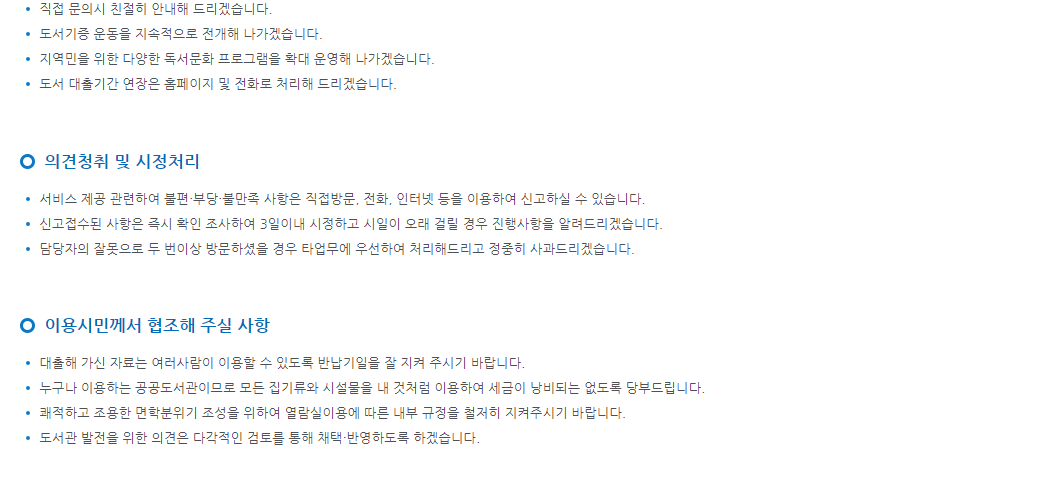 직접 문의시 친절히 안내해 드리겠습니다.
도서기증 운동을 지속적으로 전개해 나가겠습니다.
지역민을 위한 다양한 독서문화 프로그램을 확대 운영해 나가겠습니다.
도서 대출기간 연장은 홈페이지 및 전화로 처리해 드리겠습니다.
의견청취 및 시정처리
서비스 제공 관련하여 불편·부당·불만족 사항은 직접방문, 전화, 인터넷 등을 이용하여 신고하실 수 있습니다.
신고접수된 사항은 즉시 확인 조사하여 3일이내 시정하고 시일이 오래 걸릴 경우 진행사항을 알려드리겠습니다.
담당자의 잘못으로 두 번이상 방문하셨을 경우 타업무에 우선하여 처리해드리고 정중히 사과드리겠습니다.
이용시민께서 협조해 주실 사항
대출해 가신 자료는 여러사람이 이용할 수 있도록 반납기일을 잘 지켜 주시기 바랍니다.
누구나 이용하는 공공도서관이므로 모든 집기류와 시설물을 내 것처럼 이용하여 세금이 낭비되는 없도록 당부드립니다.
쾌적하고 조용한 면학분위기 조성을 위하여 열람실이용에 따른 내부 규정을 철저히 지켜주시기 바랍니다.
도서관 발전을 위한 의견은 다각적인 검토를 통해 채택·반영하도록 하겠습니다.